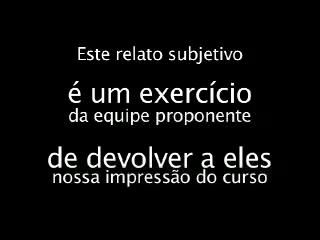 Este relato subjetivo
é um exercício
da equipe proponente
de devolver a eles
nossa impressão do curso